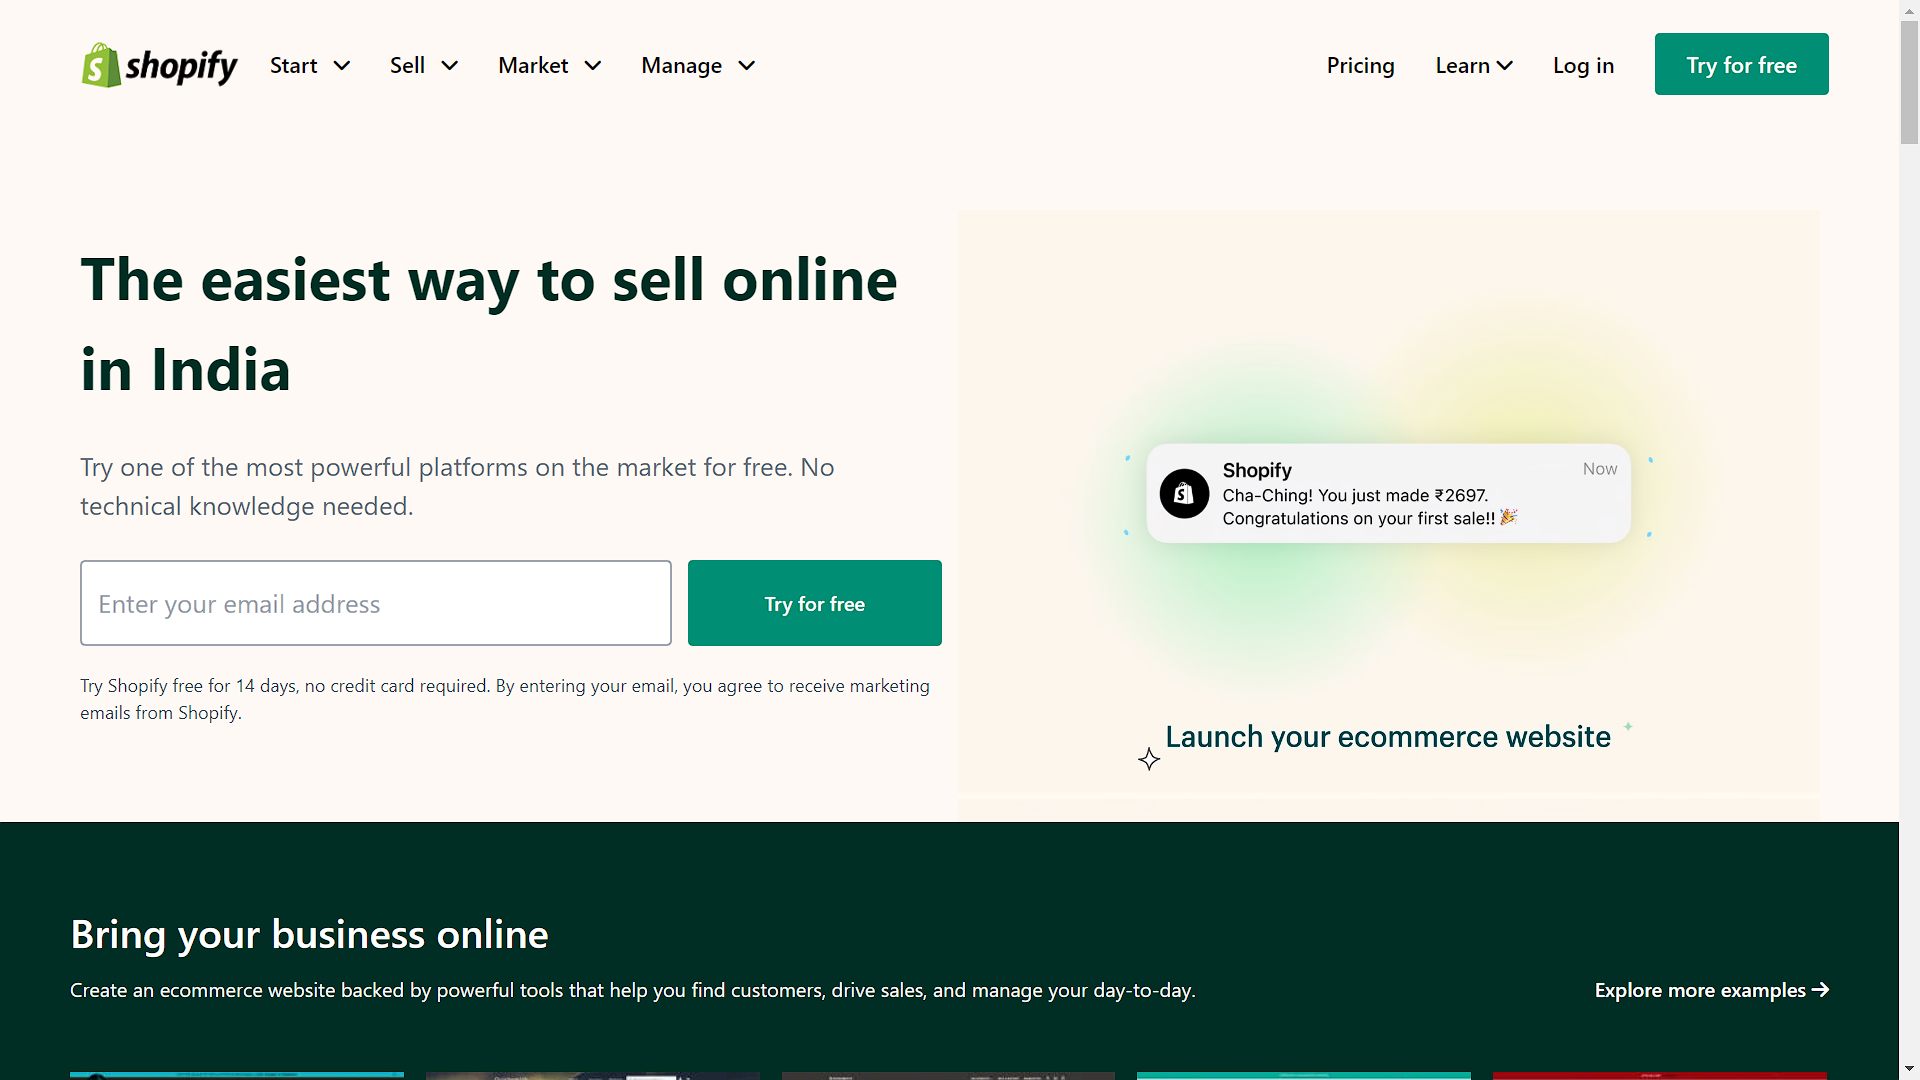 shopify
Start
Sell
Market
Manage
Pricing
Learn
Log in
Try for free
The easiest way to sell online
in India
Try one of the most powerful platforms on the market for free. No
technical knowledge needed.
Enter your email address
Try for free
Try Shopify free for 14 days, no credit card required. By entering your email, you agree to receive marketing
emails from Shopify.
Shopify
Now
Cha-Ching! You just made ₹2697.
Congratulations on your first sale!! 🎉
Launch your ecommerce website
Bring your business online
Create an ecommerce website backed by powerful tools that help you find customers, drive sales, and manage your day-to-day.
Explore more examples →